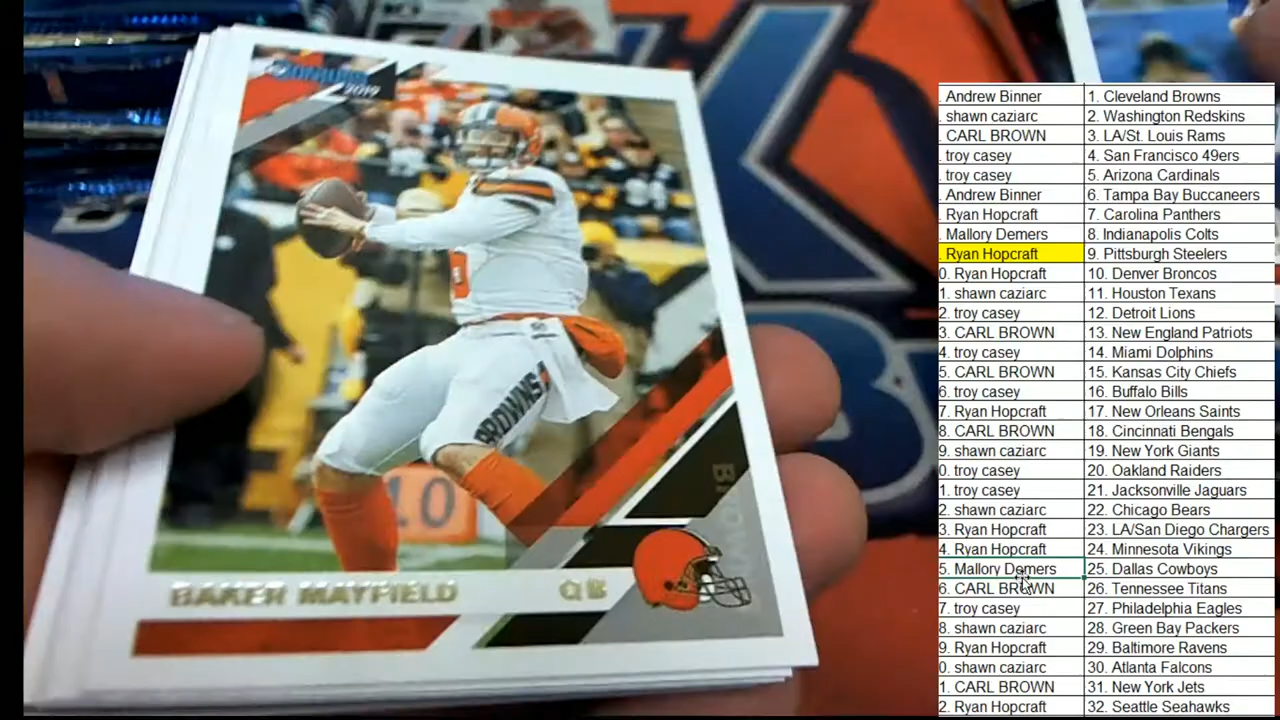 DONRUSS
2019
BROWNS
10
BAKER MAYFIELD QB
. Andrew Binner 1. Cleveland Browns
. shawn caziarc 2. Washington Redskins
CARL BROWN 3. LA/St. Louis Rams
. troy casey 4. San Francisco 49ers
. troy casey 5. Arizona Cardinals
. Andrew Binner 6. Tampa Bay Buccaneers
. Ryan Hopcraft 7. Carolina Panthers
Mallory Demers 8. Indianapolis Colts
. Ryan Hopcraft 9. Pittsburgh Steelers
0. Ryan Hopcraft 10. Denver Broncos
1. shawn caziarc 11. Houston Texans
2. troy casey 12. Detroit Lions
3. CARL BROWN 13. New England Patriots
4. troy casey 14. Miami Dolphins
5. CARL BROWN 15. Kansas City Chiefs
6. troy casey 16. Buffalo Bills
7. Ryan Hopcraft 17. New Orleans Saints
8. CARL BROWN 18. Cincinnati Bengals
9. shawn caziarc 19. New York Giants
0. troy casey 20. Oakland Raiders
1. troy casey 21. Jacksonville Jaguars
2. shawn caziarc 22. Chicago Bears
3. Ryan Hopcraft 23. LA/San Diego Chargers
4. Ryan Hopcraft 24. Minnesota Vikings
5. Mallory Demers 25. Dallas Cowboys
6. CARL BROWN 26. Tennessee Titans
7. troy casey 27. Philadelphia Eagles
8. shawn caziarc 28. Green Bay Packers
9. Ryan Hopcraft 29. Baltimore Ravens
0. shawn caziarc 30. Atlanta Falcons
1. CARL BROWN 31. New York Jets
2. Ryan Hopcraft 32. Seattle Seahawks